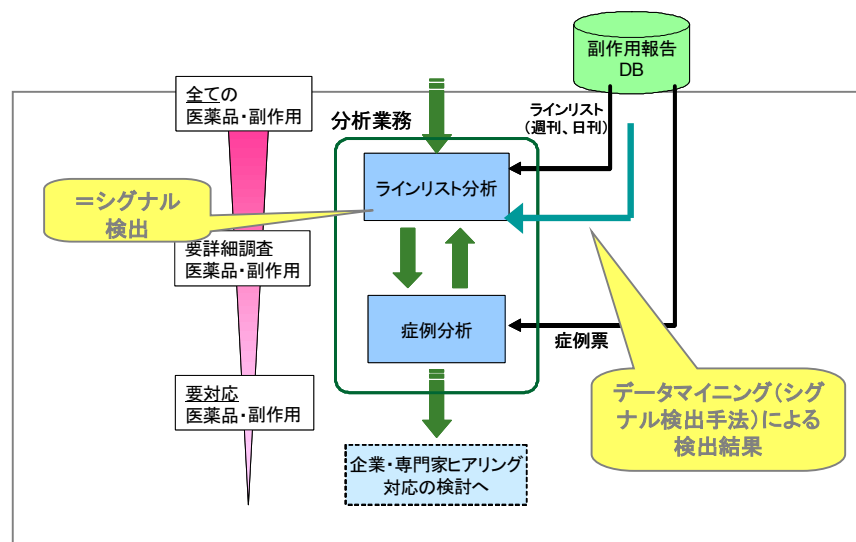 副作用報告
DB
全ての
医薬品・副作用
分析業務
ラインリスト
(週刊、日刊)
ラインリスト分析
＝シグナル
検出
要詳細調査
医薬品・副作用
症例分析
症例票
要対応
医薬品・副作用
データマイニング（シグ
ナル検出手法）による
検出結果
企業・専門家ヒアリング
対応の検討へ